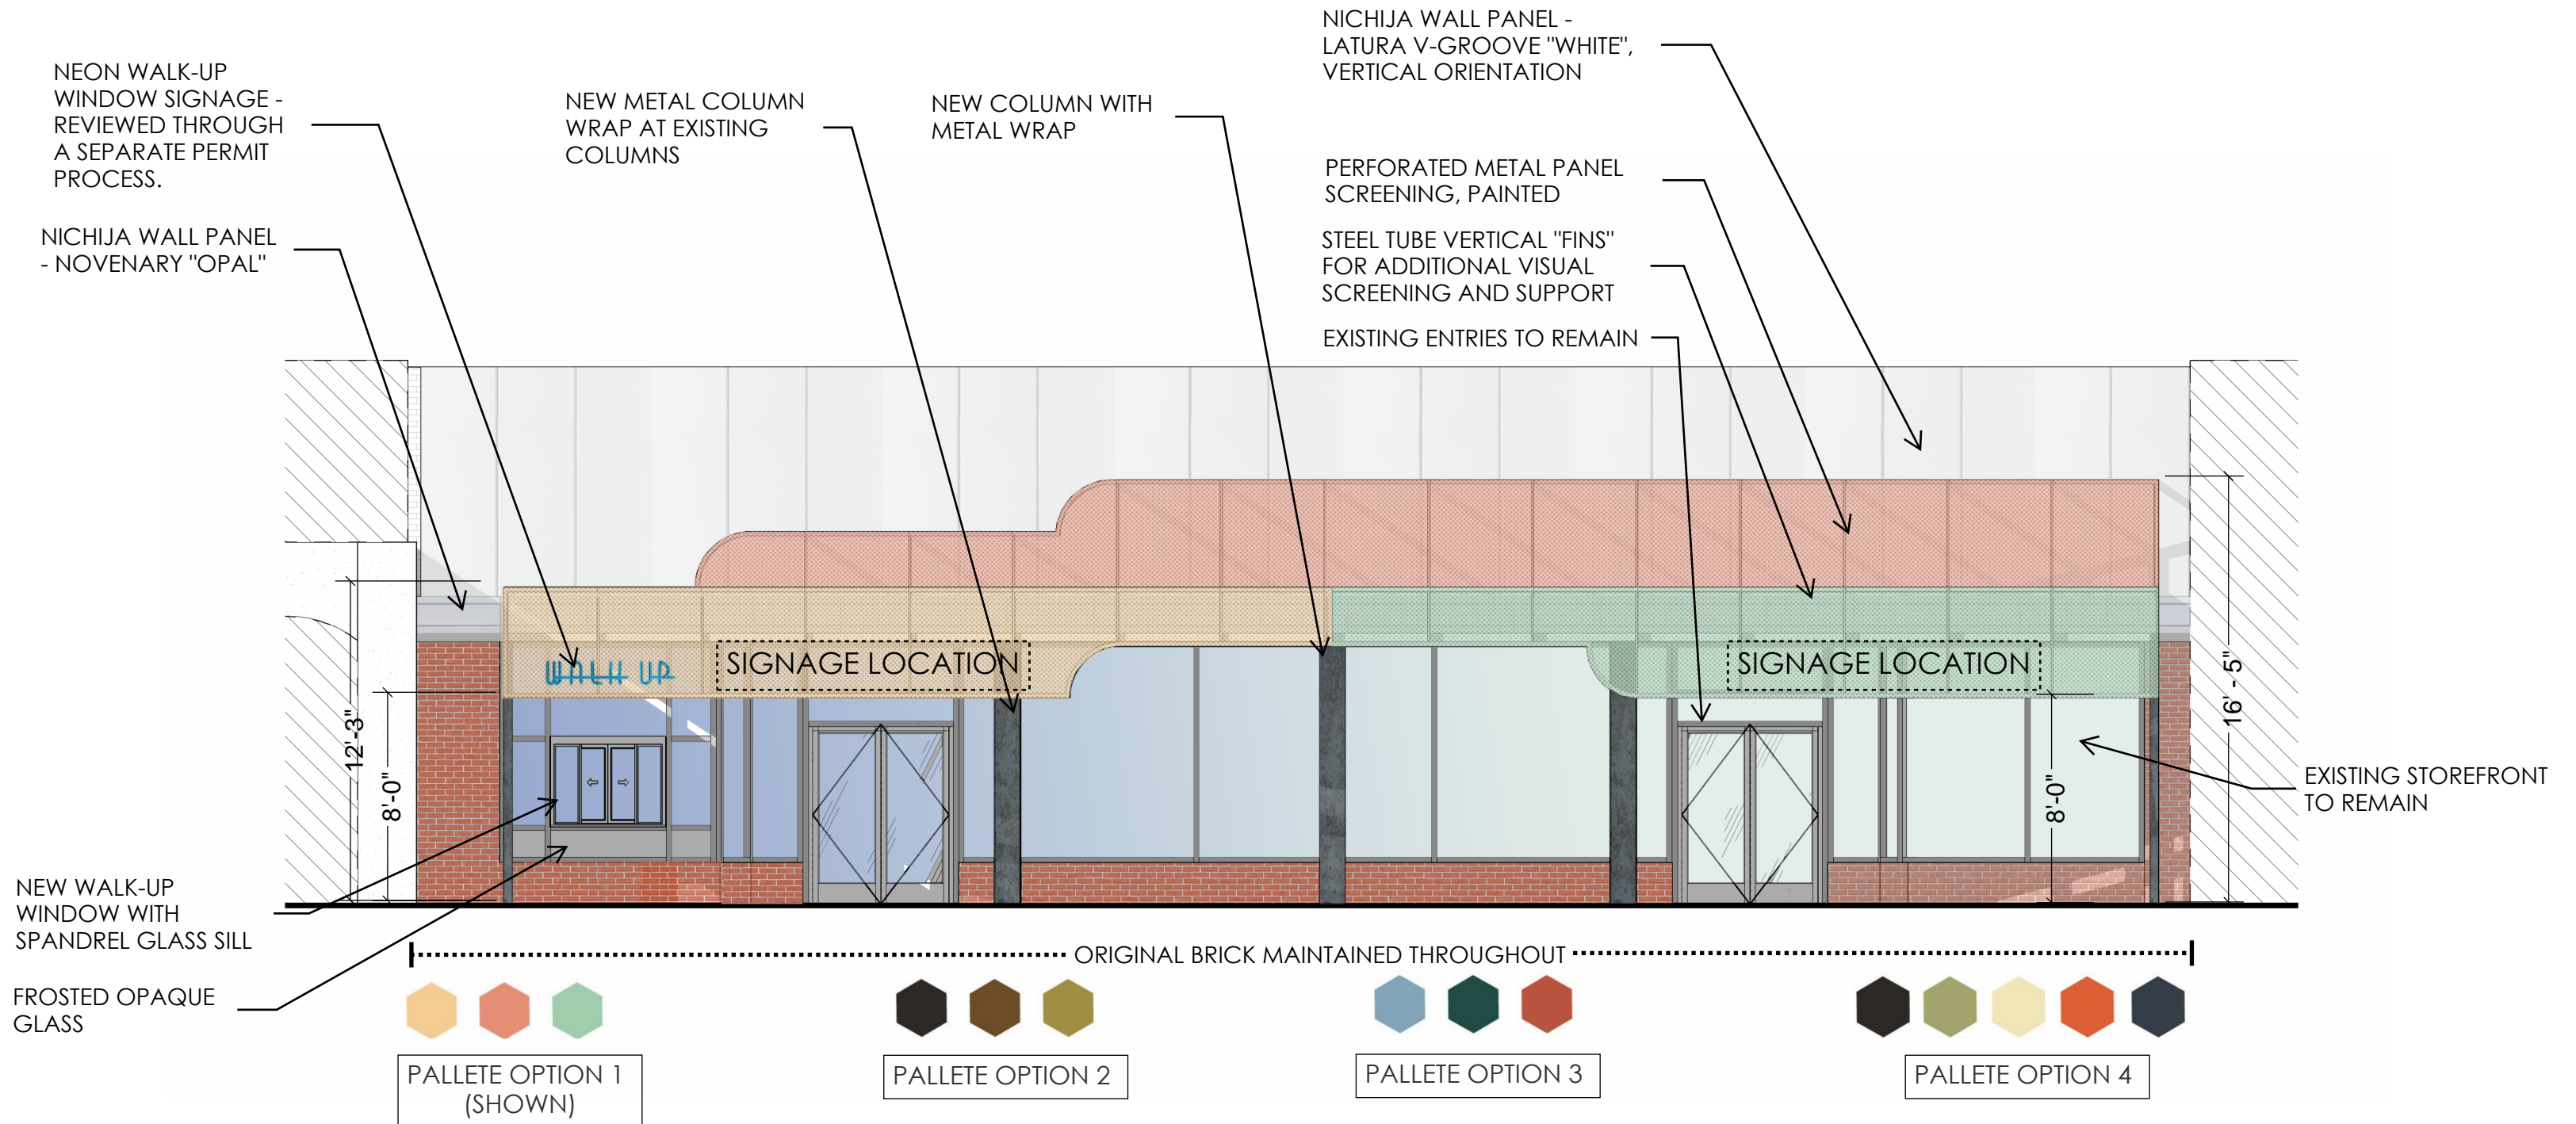 NICHIJA WALL PANEL -
LATURA V-GROOVE "WHITE",
VERTICAL ORIENTATION
NEON WALK-UP
WINDOW SIGNAGE -
REVIEWED THROUGH
A SEPARATE PERMIT
PROCESS.
NEW METAL COLUMN
WRAP AT EXISTING
COLUMNS
NEW COLUMN WITH
METAL WRAP
PERFORATED METAL PANEL
SCREENING, PAINTED
NICHIJA WALL PANEL
- NOVENARY "OPAL"
STEEL TUBE VERTICAL "FINS"
FOR ADDITIONAL VISUAL
SCREENING AND SUPPORT
EXISTING ENTRIES TO REMAIN
WALK UP
SIGNAGE LOCATION
SIGNAGE LOCATION
12'-3"
8'-0"
16' - 5"
8'-0"
EXISTING STOREFRONT
TO REMAIN
NEW WALK-UP
WINDOW WITH
SPANDREL GLASS SILL
FROSTED OPAQUE
GLASS
ORIGINAL BRICK MAINTAINED THROUGHOUT
PALLETE OPTION 1
(SHOWN)
PALLETE OPTION 2
PALLETE OPTION 3
PALLETE OPTION 4